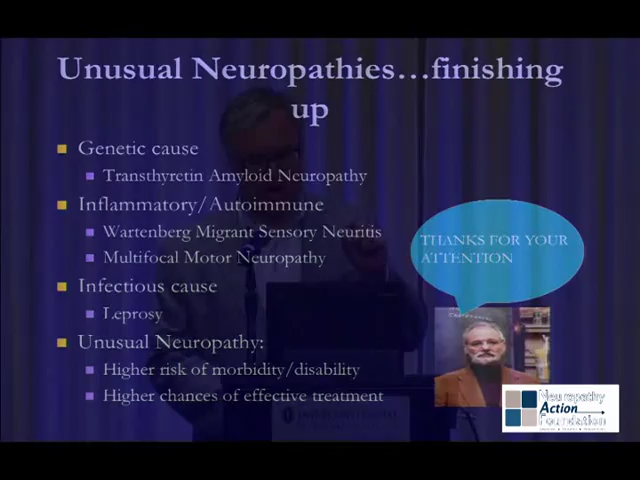 Unusual Neuropathies…finishing
up
Genetic cause
Transthyretin Amyloid Neuropathy
Inflammatory/Autoimmune
Wartenberg Migrant Sensory Neuritis
Multifocal Motor Neuropathy
Infectious cause
Leprosy
Unusual Neuropathy:
Higher risk of morbidity/disability
Higher chances of effective treatment
THANKS FOR YOUR
ATTENTION
Neuropathy
Action
Foundation